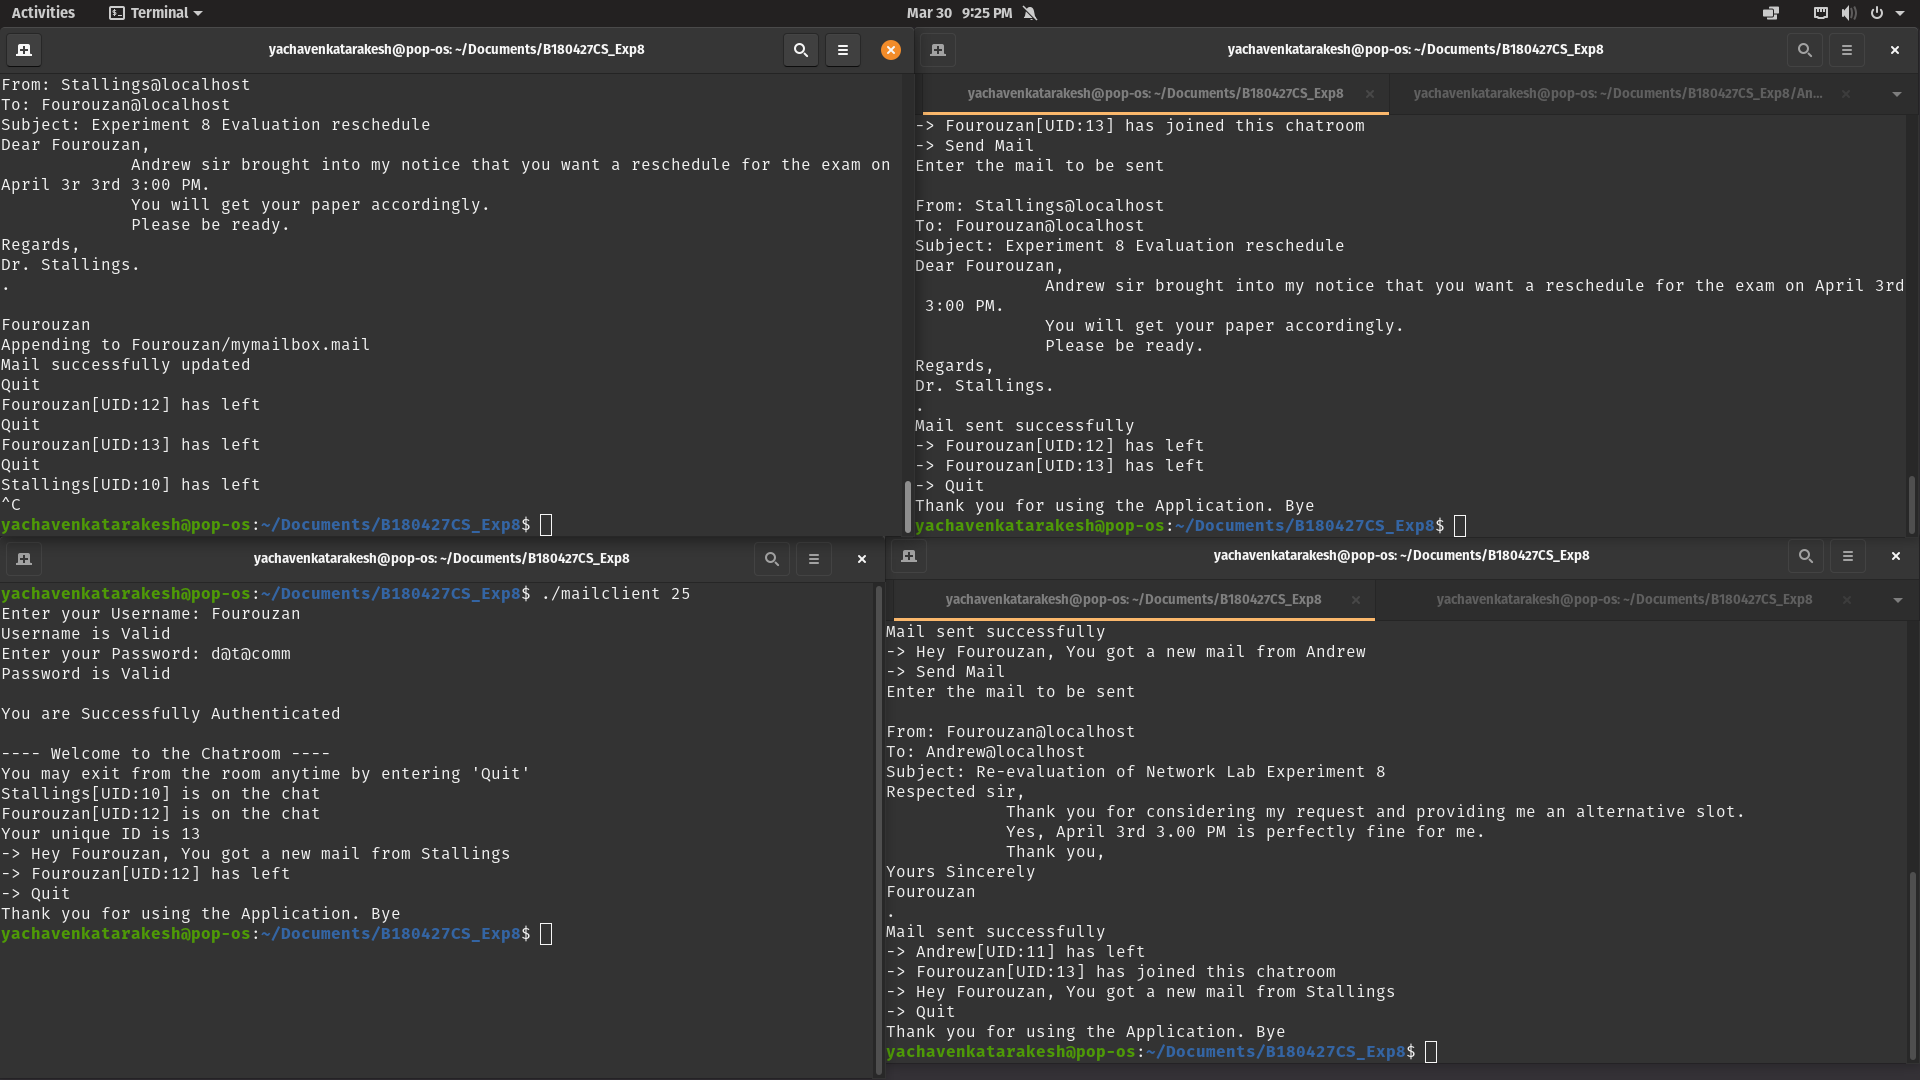 Activities
Terminal
Mar 30 9:25 PM
yachavenkatarakesh@pop-os: ~/Documents/B180427CS_Exp8
From: Stallings@localhost
To: Fourouzan@localhost
Subject: Experiment 8 Evaluation reschedule
Dear Fourouzan,
Andrew sir brought into my notice that you want a reschedule for the exam on
April 3r 3rd 3:00 PM.
You will get your paper accordingly.
Please be ready.
Regards,
Dr. Stallings.
.
Fourouzan
Appending to Fourouzan/mymailbox.mail
Mail successfully updated
Quit
Fourouzan[UID:12] has left
Quit
Fourouzan[UID:13] has left
Quit
Stallings[UID:10] has left
^C
yachavenkatarakesh@pop-os:~/Documents/B180427CS_Exp8$
yachavenkatarakesh@pop-os: ~/Documents/B180427CS_Exp8
yachavenkatarakesh@pop-os: ~/Documents/B180427CS_Exp8
yachavenkatarakesh@pop-os: ~/Documents/B180427CS_Exp8/An...
-> Fourouzan[UID:13] has joined this chatroom
-> Send Mail
Enter the mail to be sent
From: Stallings@localhost
To: Fourouzan@localhost
Subject: Experiment 8 Evaluation reschedule
Dear Fourouzan,
Andrew sir brought into my notice that you want a reschedule for the exam on April 3rd
3:00 PM.
You will get your paper accordingly.
Please be ready.
Regards,
Dr. Stallings.
.
Mail sent successfully
-> Fourouzan[UID:12] has left
-> Fourouzan[UID:13] has left
-> Quit
Thank you for using the Application. Bye
yachavenkatarakesh@pop-os:~/Documents/B180427CS_Exp8$
yachavenkatarakesh@pop-os: ~/Documents/B180427CS_Exp8
yachavenkatarakesh@pop-os:~/Documents/B180427CS_Exp8$ ./mailclient 25
Enter your Username: Fourouzan
Username is Valid
Enter your Password: d@t@comm
Password is Valid
You are Successfully Authenticated
---- Welcome to the Chatroom ----
You may exit from the room anytime by entering 'Quit'
Stallings[UID:10] is on the chat
Fourouzan[UID:12] is on the chat
Your unique ID is 13
-> Hey Fourouzan, You got a new mail from Stallings
-> Fourouzan[UID:12] has left
-> Quit
Thank you for using the Application. Bye
yachavenkatarakesh@pop-os:~/Documents/B180427CS_Exp8$
yachavenkatarakesh@pop-os: ~/Documents/B180427CS_Exp8
yachavenkatarakesh@pop-os: ~/Documents/B180427CS_Exp8
yachavenkatarakesh@pop-os: ~/Documents/B180427CS_Exp8
Mail sent successfully
-> Hey Fourouzan, You got a new mail from Andrew
-> Send Mail
Enter the mail to be sent
From: Fourouzan@localhost
To: Andrew@localhost
Subject: Re-evaluation of Network Lab Experiment 8
Respected sir,
Thank you for considering my request and providing me an alternative slot.
Yes, April 3rd 3.00 PM is perfectly fine for me.
Thank you,
Yours Sincerely
Fourouzan
.
Mail sent successfully
-> Andrew[UID:11] has left
-> Fourouzan[UID:13] has joined this chatroom
-> Hey Fourouzan, You got a new mail from Stallings
-> Quit
Thank you for using the Application. Bye
yachavenkatarakesh@pop-os:~/Documents/B180427CS_Exp8$